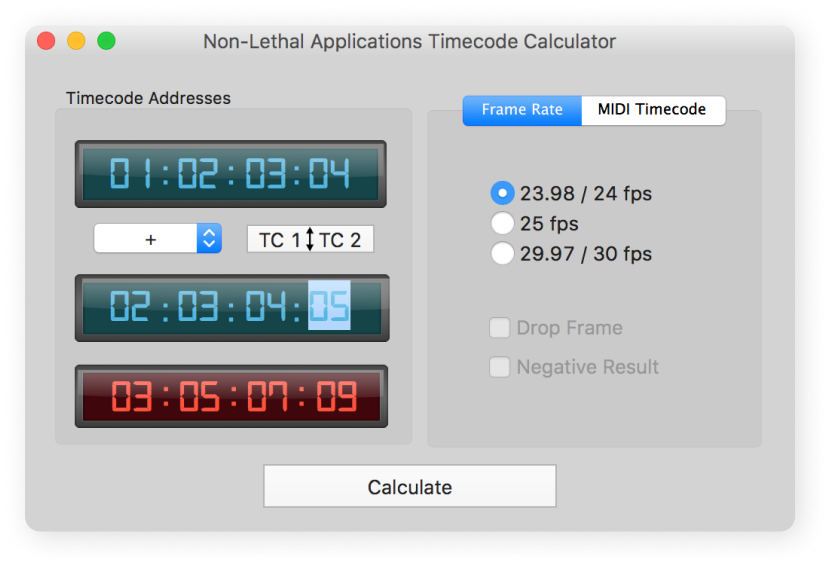 Non-Lethal Applications Timecode Calculator
Timecode Addresses
01:02:03:04
+
TC 1 TC 2
02:03:04:05
03:05:07:09
Frame Rate
MIDI Timecode
23.98 / 24 fps
25 fps
29.97 / 30 fps
Drop Frame
Negative Result
Calculate